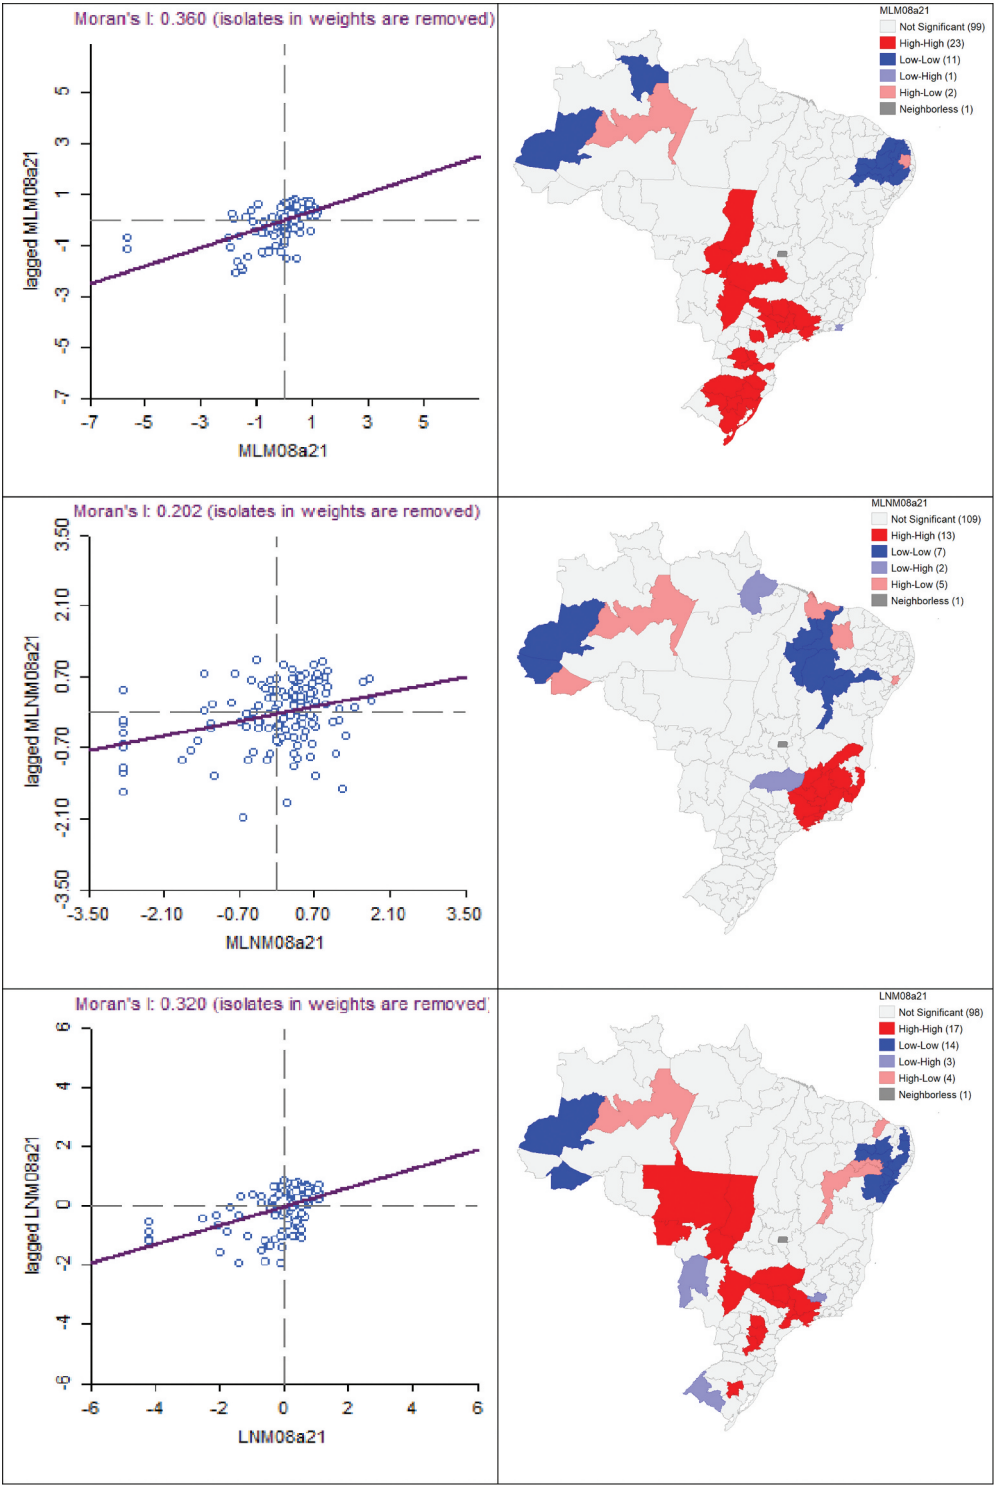 Moran's I: 0.360 (isolates in weights are removed)
lagged MLM08a21
5
3
1
-1
-3
-5
-7
-7 -5 -3 -1 1 3 5
MLM08a21
MLM08a21
Not Significant (99)
High-High (23)
Low-Low (11)
Low-High (1)
High-Low (2)
Neighborless (1)
Moran's I: 0.202 (isolates in weights are removed)
lagged MLNM08a21
3.50
2.10
0.70
-0.70
-2.10
-3.50
-3.50 -2.10 -0.70 0.70 2.10 3.50
MLNM08a21
MLNM08a21
Not Significant (109)
High-High (13)
Low-Low (7)
Low-High (2)
High-Low (5)
Neighborless (1)
Moran's I: 0.320 (isolates in weights are removed)
lagged LNM08a21
6
4
2
0
-2
-4
-6
-6 -4 -2 0 2 4 6
LNM08a21
LNM08a21
Not Significant (98)
High-High (17)
Low-Low (14)
Low-High (3)
High-Low (4)
Neighborless (1)